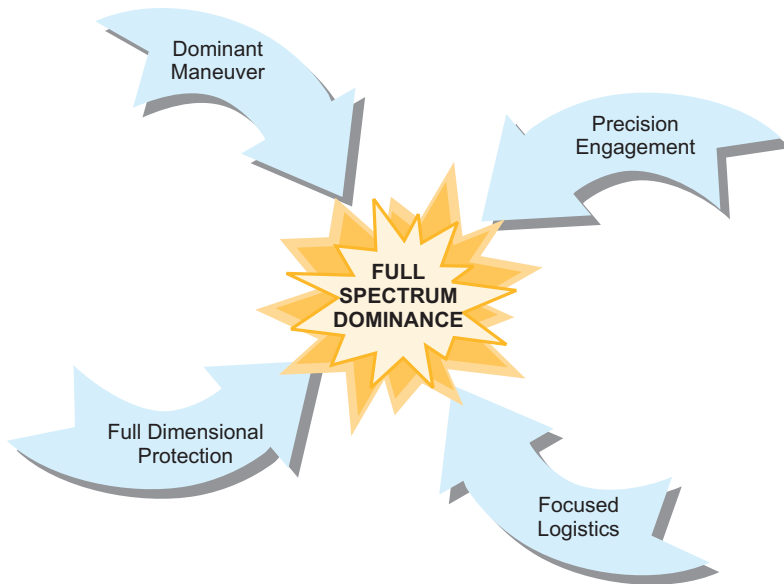 Dominant
Maneuver
Precision
Engagement
FULL
SPECTRUM
DOMINANCE
Full Dimensional
Protection
Focused
Logistics